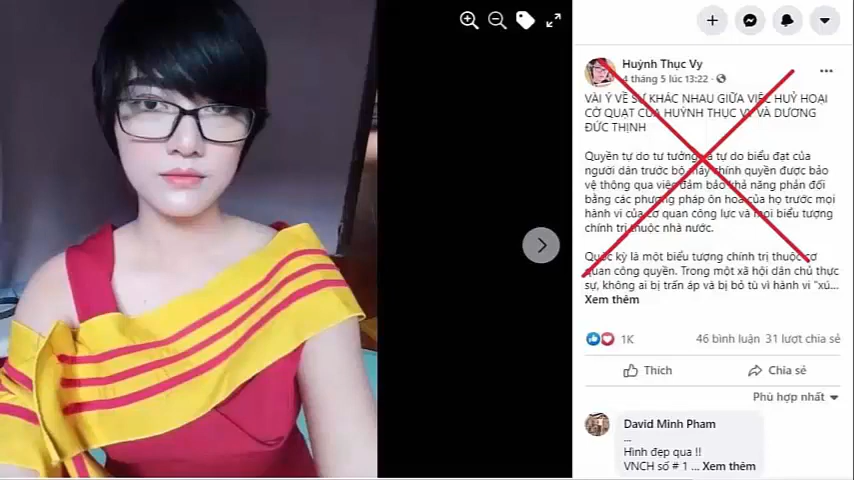 Huỳnh Thục Vy
4 tháng 5 lúc 13:22
VÀI Ý VỀ SỰ KHÁC NHAU GIỮA VIỆC HUỶ HOẠI
CỜ QUẠT CỦA HUỲNH THỤC VY VÀ DƯƠNG
ĐỨC THỊNH
Quyền tự do tư tưởng và tự do biểu đạt của
người dân trước bộ máy chính quyền được bảo
vệ thông qua việc đảm bảo khả năng phản đối
bằng các phương pháp ôn hoà của họ trước mọi
hành vi của cơ quan công lực và mọi biểu tượng
chính trị thuộc nhà nước.
Quốc kỳ là một biểu tượng chính trị thuộc cơ
quan công quyền. Trong một xã hội dân chủ thực
sự, không ai bị trấn áp và bị bỏ tù vì hành vi "xú...
Xem thêm
1K
46 bình luận 31 lượt chia sẻ
Thích
Chia sẻ
Phù hợp nhất
David Minh Pham
...
Hình đẹp qua !!
VNCH số # 1 ... Xem thêm